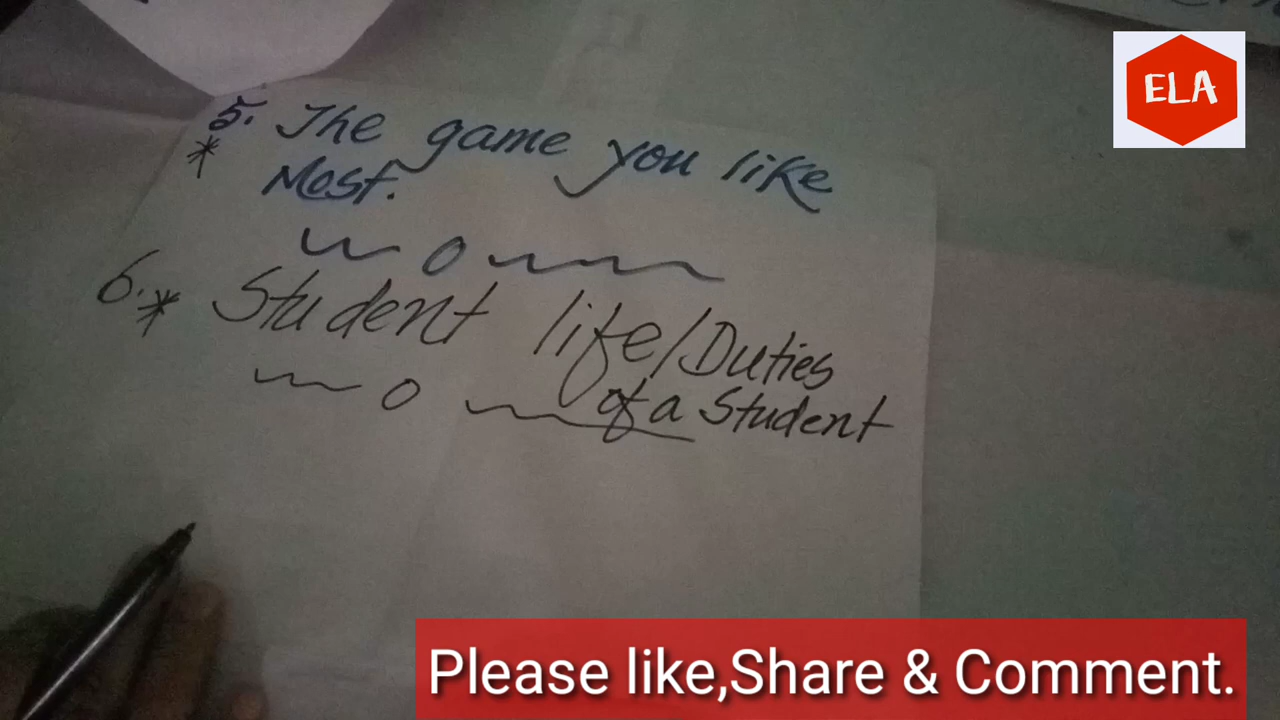 ELA
5. The game you like
* Most.
6.* Student life/Duties
of a Student
Please like,Share & Comment.